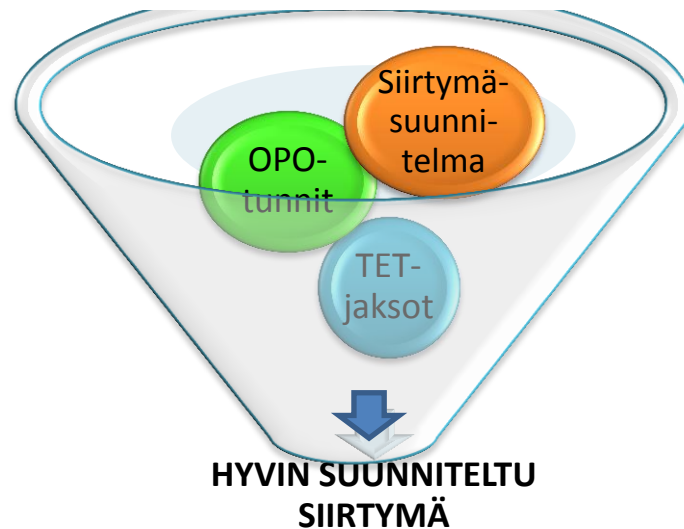 Siirtymä-
suunni-
telma
OPO-
tunnit
TET-
jaksot
HYVIN SUUNNITELTU
SIIRTYMÄ